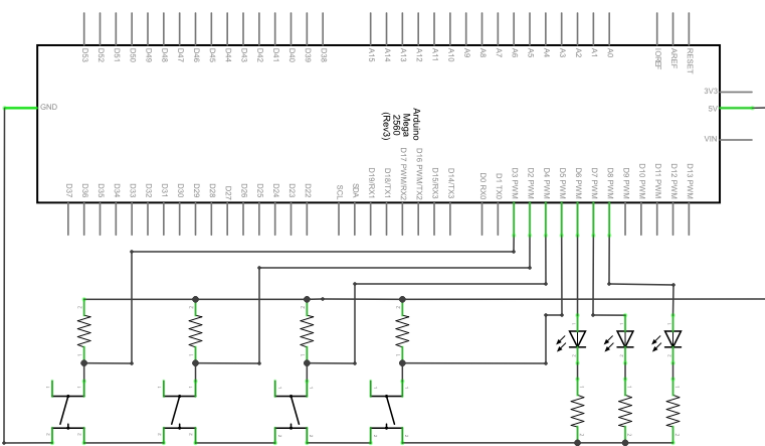 D53
D52
D51
D50
D49
D48
D47
D46
D45
D44
D43
D42
D41
D40
D39
D38
A15
A14
A13
A12
A11
A10
A9
A8
A7
A6
A5
A4
A3
A2
A1
A0
IOREF
AREF
RESET
3V3
5V
VIN
GND
Arduino
Mega
2560
(Rev3)
D37
D36
D35
D34
D33
D32
D31
D30
D29
D28
D27
D26
D25
D24
D23
D22
SCL
SDA
D19/RX1
D18/TX1
D17 PWM/RX2
D16 PWM/TX2
D15/RX3
D14/TX3
D0 RX0
D1 TX0
D3 PWM
D2 PWM
D4 PWM
D5 PWM
D6 PWM
D7 PWM
D8 PWM
D9 PWM
D10 PWM
D11 PWM
D12 PWM
D13 PWM